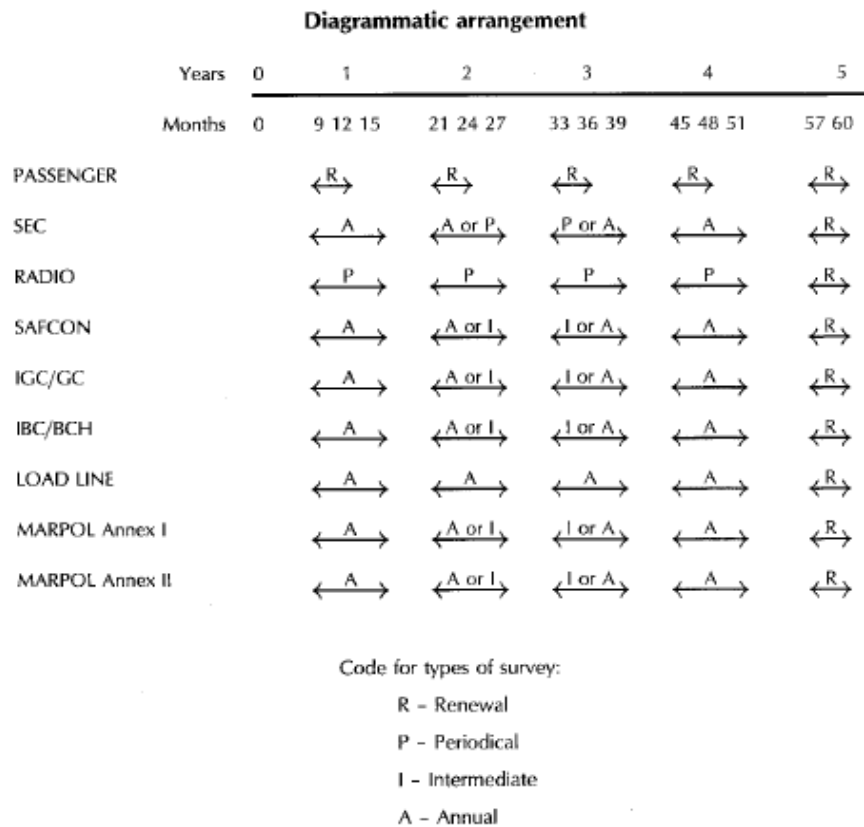 Diagrammatic arrangement
Years 0 1 2 3 4 5
Months 0 9 12 15 21 24 27 33 36 39 45 48 51 57 60
PASSENGER R R R R R
SEC A A or P P or A A R
RADIO P P P P R
SAFCON A A or I I or A A R
IGC/GC A A or I I or A A R
IBC/BCH A A or I I or A A R
LOAD LINE A A A A R
MARPOL Annex I A A or I I or A A R
MARPOL Annex II A A or I I or A A R
Code for types of survey:
R – Renewal
P – Periodical
I – Intermediate
A – Annual